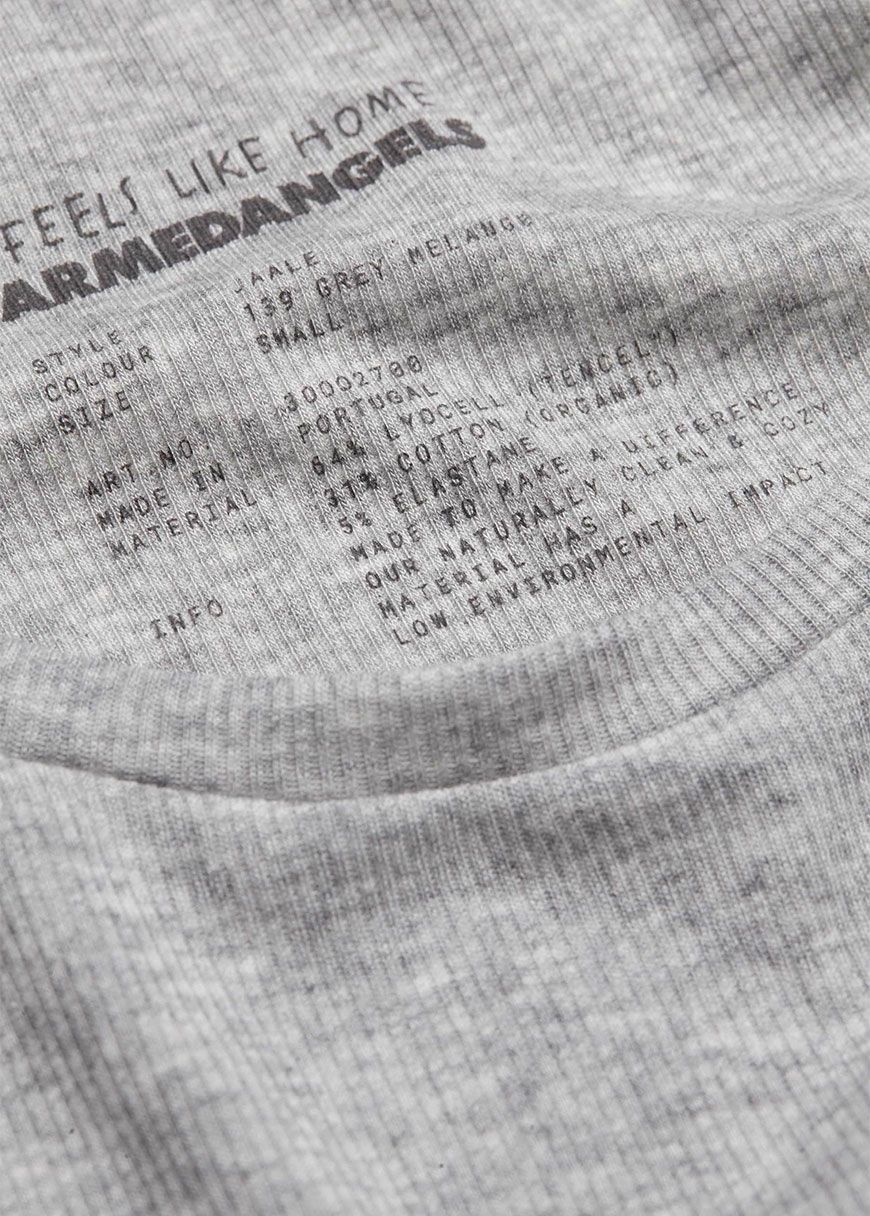 FEELS LIKE HOME
ARMEDANGELS
STYLE JAALE
COLOUR 139 GREY MELANGE
SIZE SMALL
ART.NO. 30002700
MADE IN PORTUGAL
MATERIAL 64% LYOCELL (TENCEL™)
31% COTTON (ORGANIC)
5% ELASTANE
INFO MADE TO MAKE A DIFFERENCE.
OUR NATURALLY CLEAN & COZY
MATERIAL HAS A
LOW ENVIRONMENTAL IMPACT